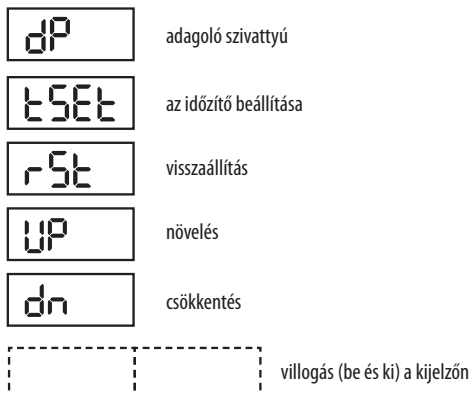 dP adagoló szivattyú
tSEt az időzítő beállítása
rSt visszaállítás
UP növelés
dn csökkentés
villogás (be és ki) a kijelzőn